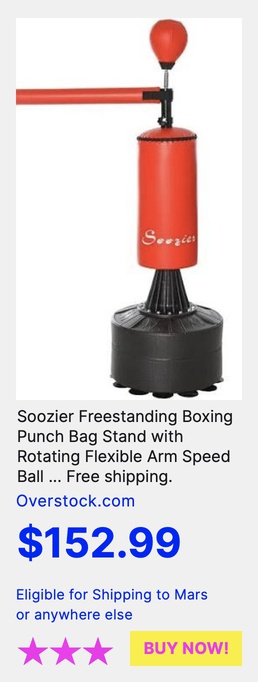 Soozier
Soozier Freestanding Boxing
Punch Bag Stand with
Rotating Flexible Arm Speed
Ball ... Free shipping.
Overstock.com
$152.99
Eligible for Shipping to Mars
or anywhere else
BUY NOW!